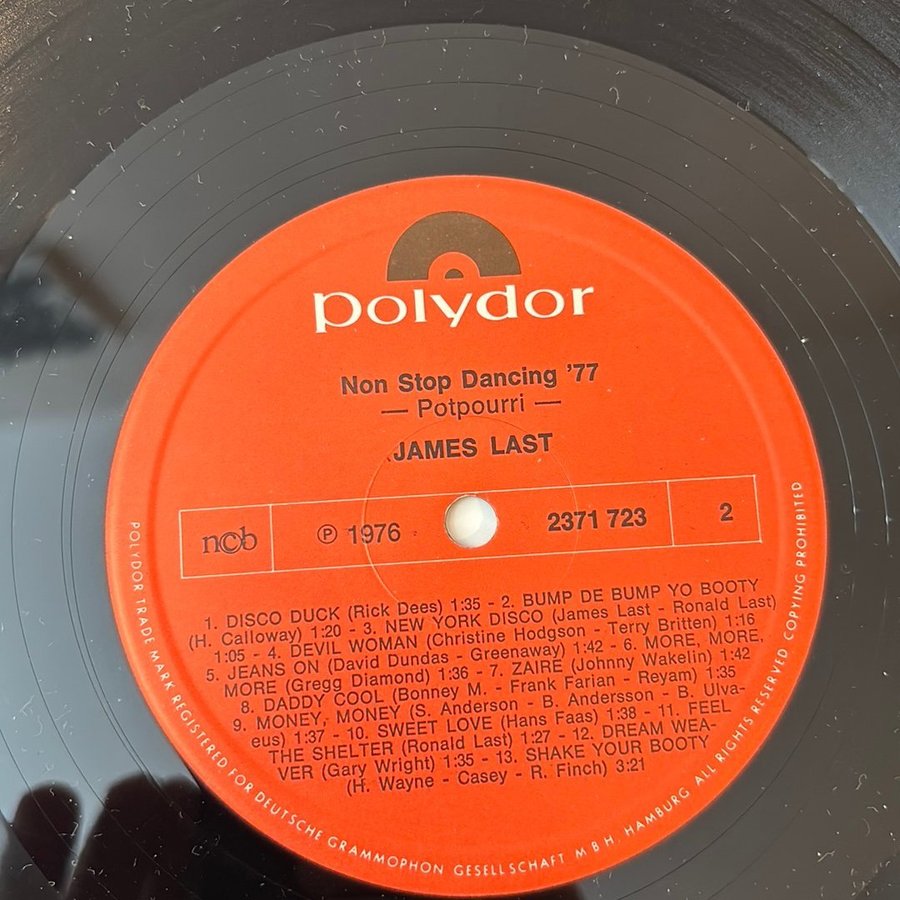 polydor
Non Stop Dancing '77
— Potpourri —
JAMES LAST
ncb ℗ 1976 2371 723 2
1. DISCO DUCK (Rick Dees) 1:35 - 2. BUMP DE BUMP YO BOOTY
(H. Calloway) 1:20 - 3. NEW YORK DISCO (James Last - Ronald Last)
1:05 - 4. DEVIL WOMAN (Christine Hodgson - Terry Britten) 1:16
5. JEANS ON (David Dundas - Greenaway) 1:42 - 6. MORE, MORE,
MORE (Gregg Diamond) 1:36 - 7. ZAIRE (Johnny Wakelin) 1:42
8. DADDY COOL (Bonney M. - Frank Farian - Reyam) 1:35
9. MONEY, MONEY (S. Anderson - B. Andersson - B. Ulva-
eus) 1:37 - 10. SWEET LOVE (Hans Faas) 1:38 - 11. FEEL
THE SHELTER (Ronald Last) 1:27 - 12. DREAM WEA-
VER (Gary Wright) 1:35 - 13. SHAKE YOUR BOOTY
(H. Wayne - Casey - R. Finch) 3:21
POLYDOR TRADE MARK REGISTERED FOR DEUTSCHE GRAMMOPHON GESELLSCHAFT M B H. HAMBURG ALL RIGHTS RESERVED COPYING PROHIBITED